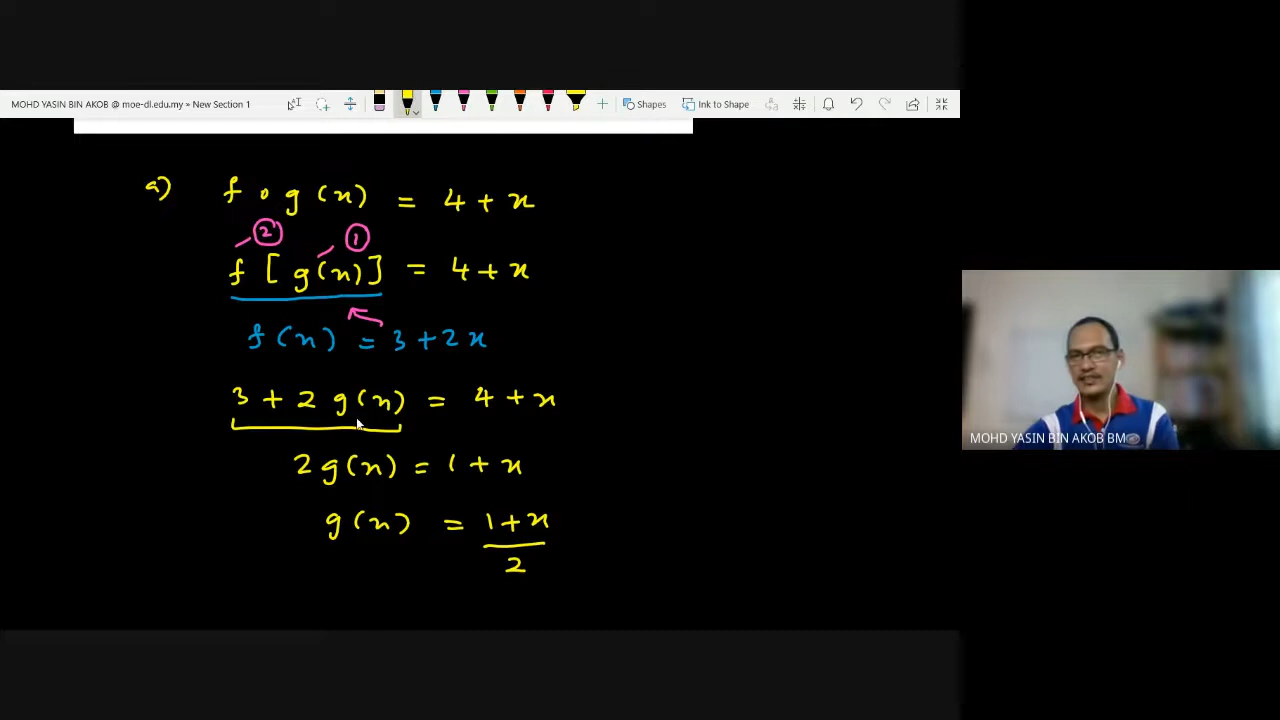 MOHD YASIN BIN AKOB @ moe-dl.edu.my » New Section 1
Shapes
Ink to Shape
a) f o g (x) = 4 + x
② ①
f [ g(x) ] = 4 + x
f (x) = 3 + 2x
3 + 2 g(x) = 4 + x
2 g(x) = 1 + x
g(x) = 1 + x
2
MOHD YASIN BIN AKOB BM